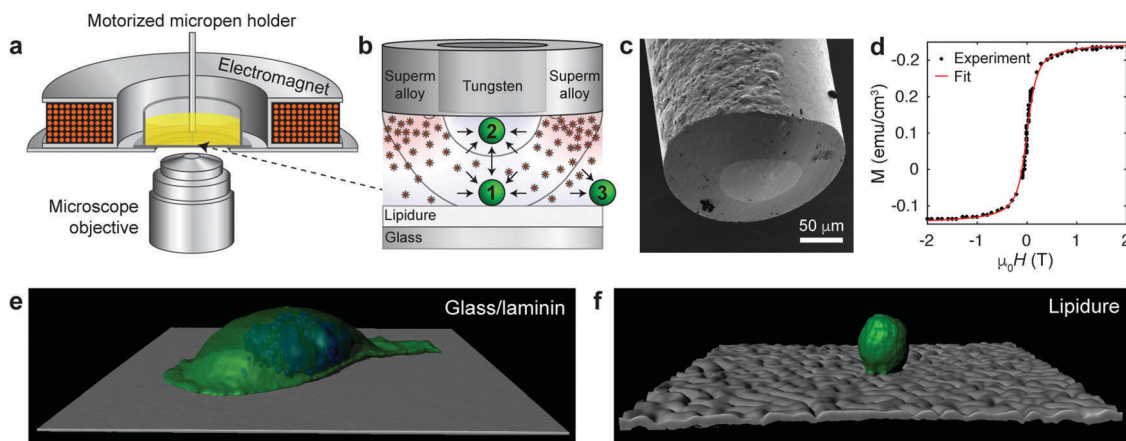 a
Motorized micropen holder
Electromagnet
Microscope
objective
b
Superm
alloy
Tungsten
Superm
alloy
2
1
3
Lipidure
Glass
c
50 μm
d
Experiment
Fit
M (emu/cm³)
-0.2
0.2
0.1
0
-0.1
-2
-1
0
1
2
μ₀H (T)
e
Glass/laminin
f
Lipidure